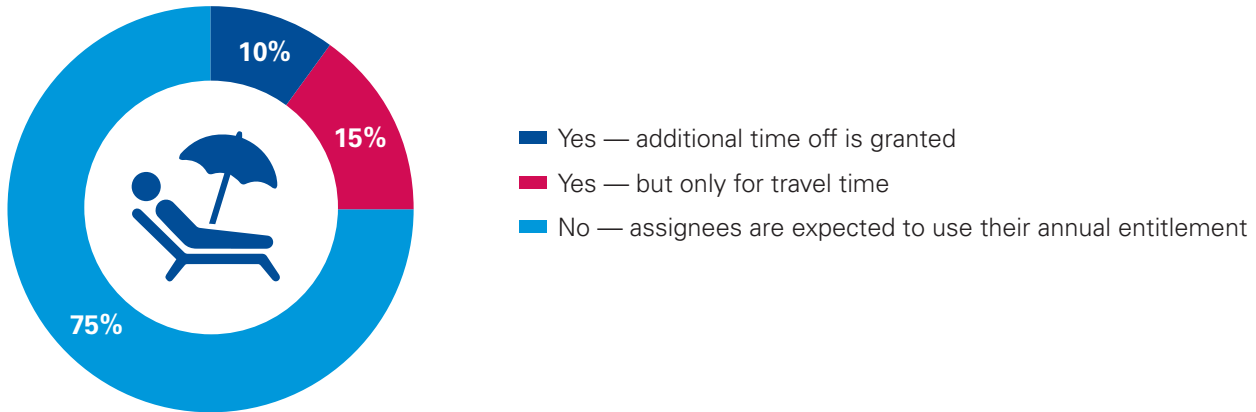 10%
15%
75%
Yes — additional time off is granted
Yes — but only for travel time
No — assignees are expected to use their annual entitlement